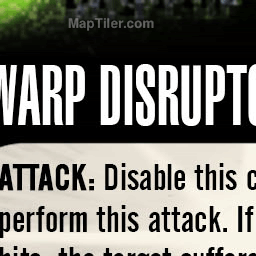 MapTiler.com
WARP DISRUPTO
ATTACK: Disable this c
perform this attack. If
hits, the target suffers